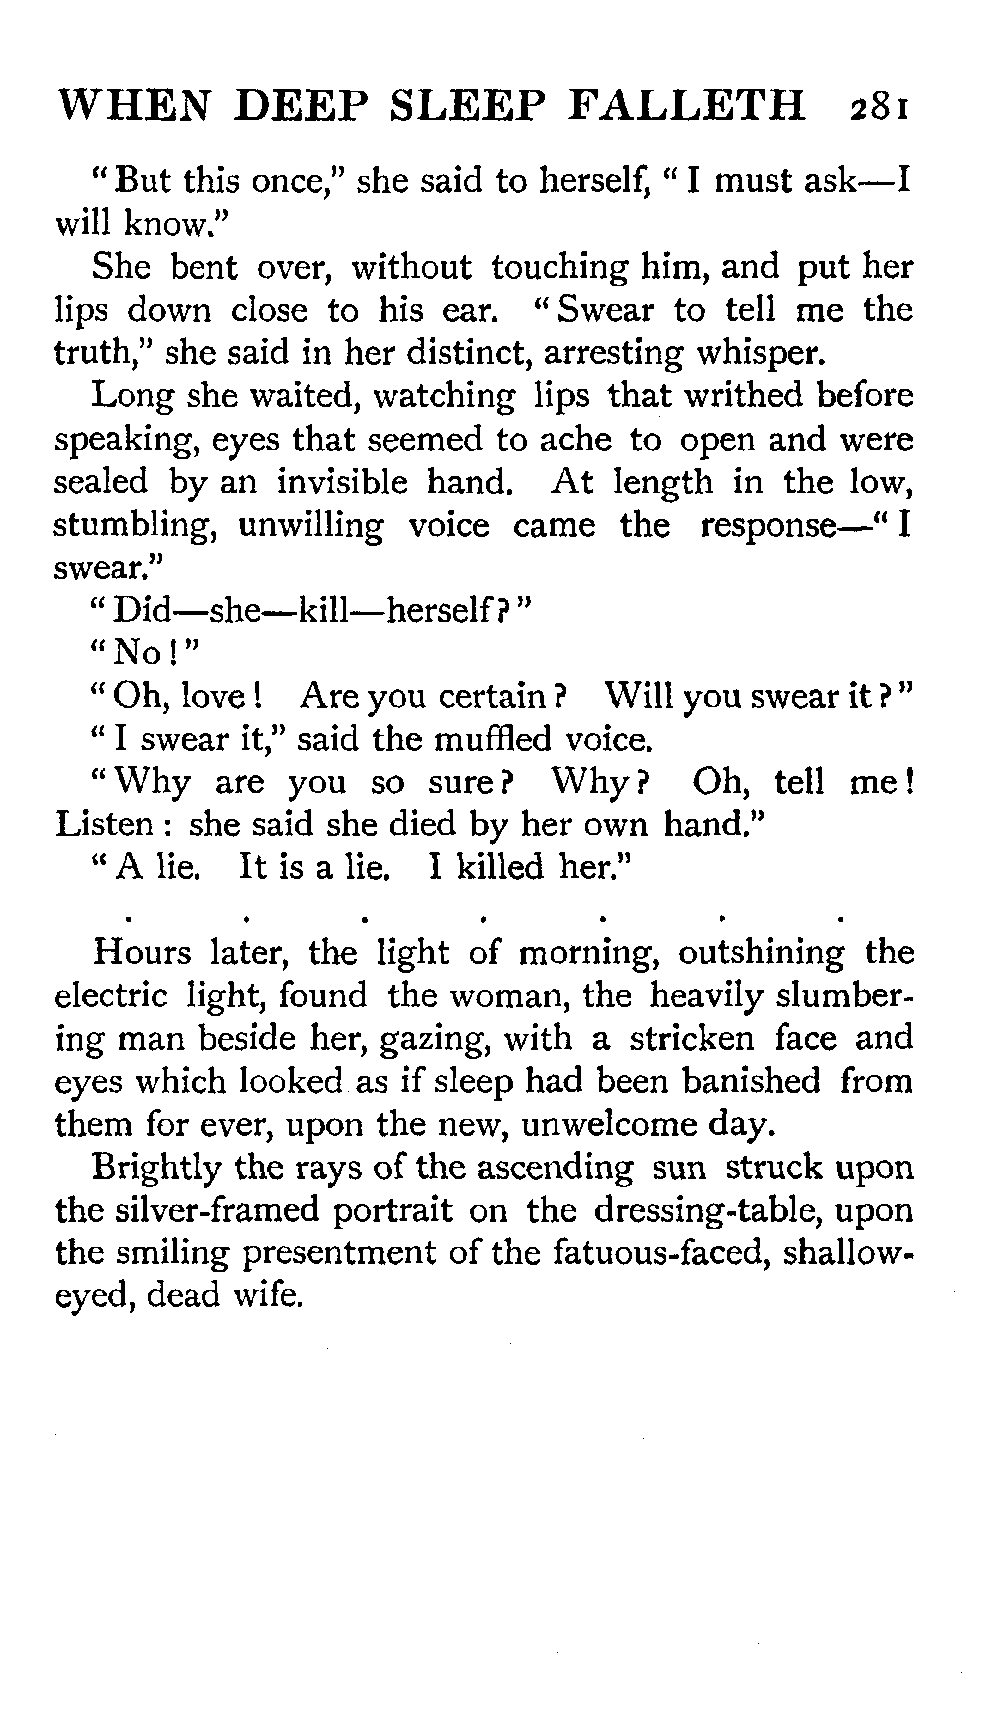 WHEN DEEP SLEEP FALLETH 281
“ But this once,” she said to herself, “ I must ask—I
will know.”
She bent over, without touching him, and put her
lips down close to his ear. “ Swear to tell me the
truth,” she said in her distinct, arresting whisper.
Long she waited, watching lips that writhed before
speaking, eyes that seemed to ache to open and were
sealed by an invisible hand. At length in the low,
stumbling, unwilling voice came the response—“ I
swear.”
“ Did—she—kill—herself? ”
“ No ! ”
“ Oh, love ! Are you certain ? Will you swear it ? ”
“ I swear it,” said the muffled voice.
“ Why are you so sure ? Why ? Oh, tell me !
Listen : she said she died by her own hand.”
“ A lie. It is a lie. I killed her.”
. . . . . . .
Hours later, the light of morning, outshining the
electric light, found the woman, the heavily slumber-
ing man beside her, gazing, with a stricken face and
eyes which looked as if sleep had been banished from
them for ever, upon the new, unwelcome day.
Brightly the rays of the ascending sun struck upon
the silver-framed portrait on the dressing-table, upon
the smiling presentment of the fatuous-faced, shallow-
eyed, dead wife.